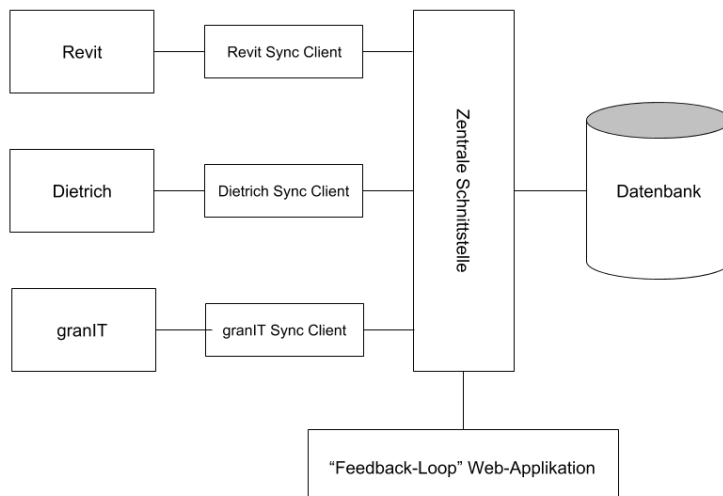 Revit
Revit Sync Client
Dietrich
Dietrich Sync Client
granIT
granIT Sync Client
Zentrale Schnittstelle
Datenbank
“Feedback-Loop” Web-Applikation